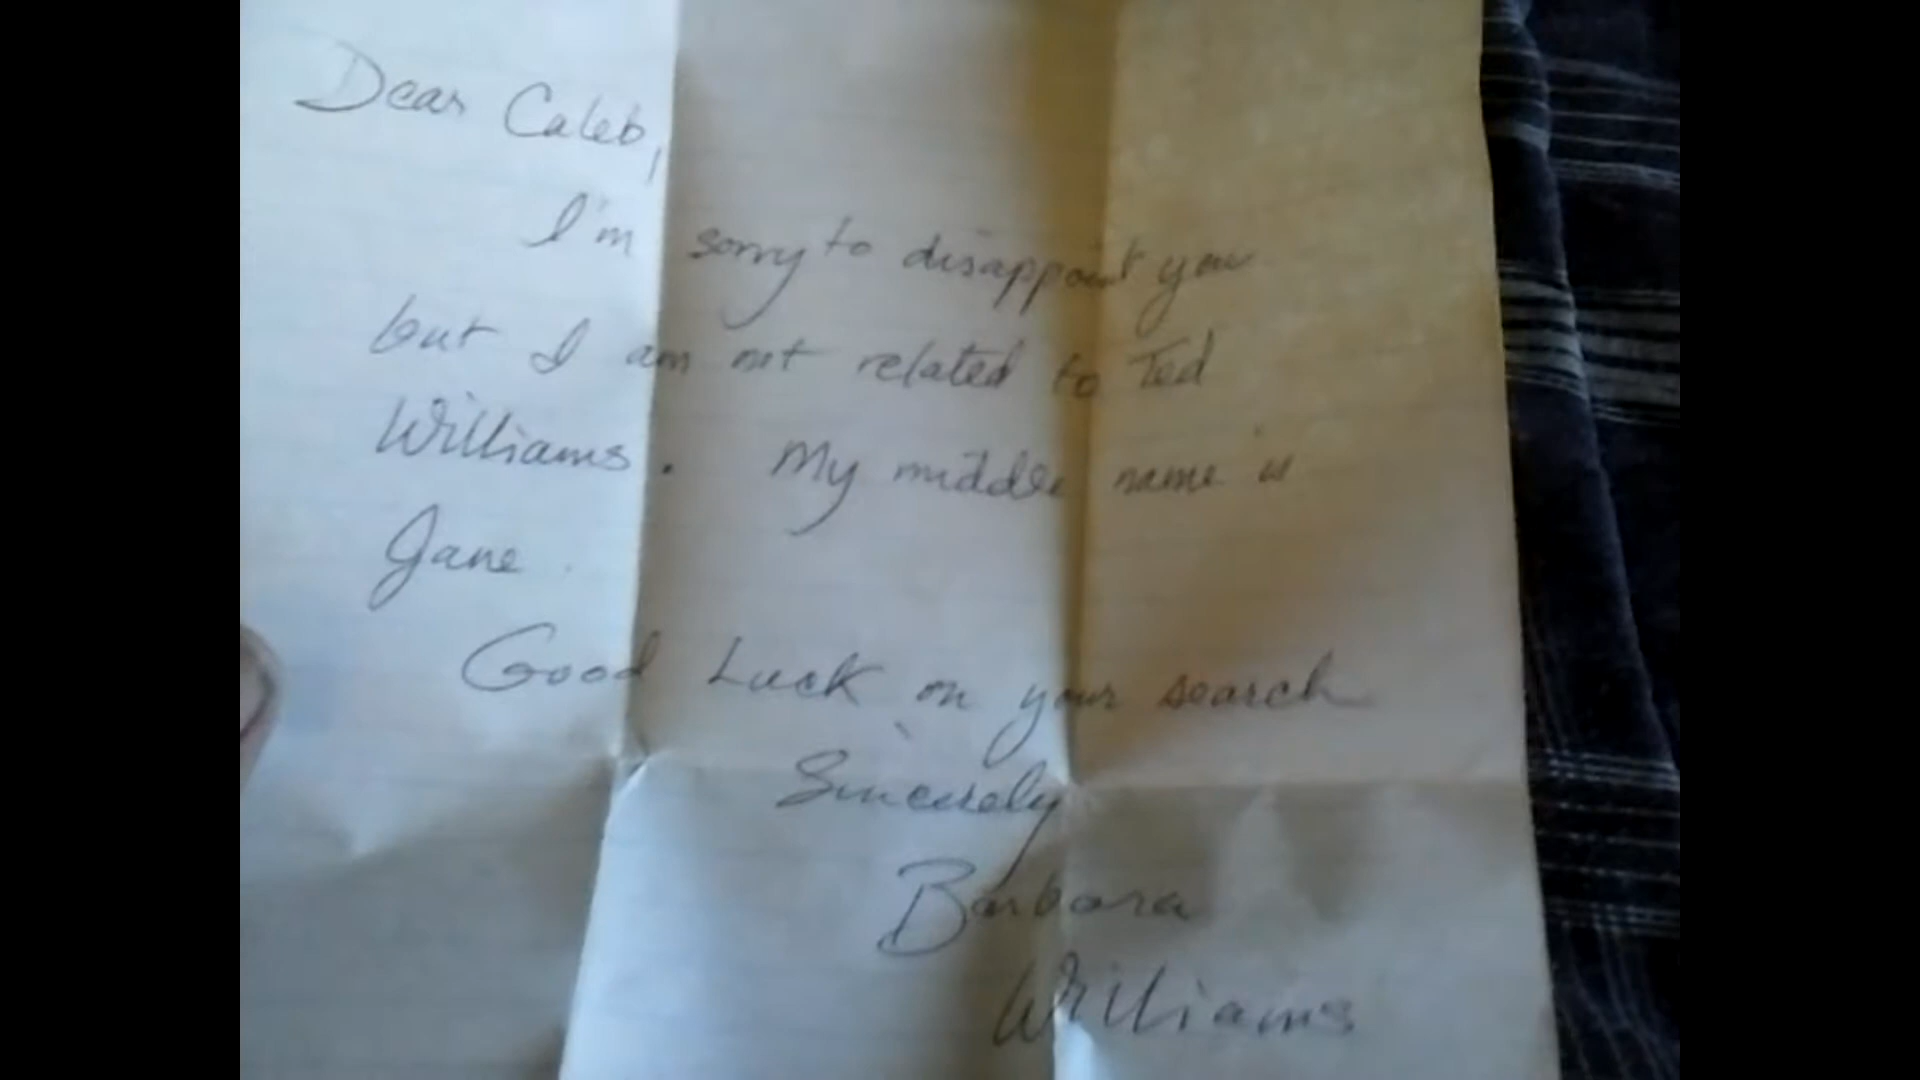 Dear Caleb,
I'm sorry to disappoint you
but I am not related to Ted
Williams. My middle name is
Jane.
Good Luck on your search
Sincerely
Barbara
Williams